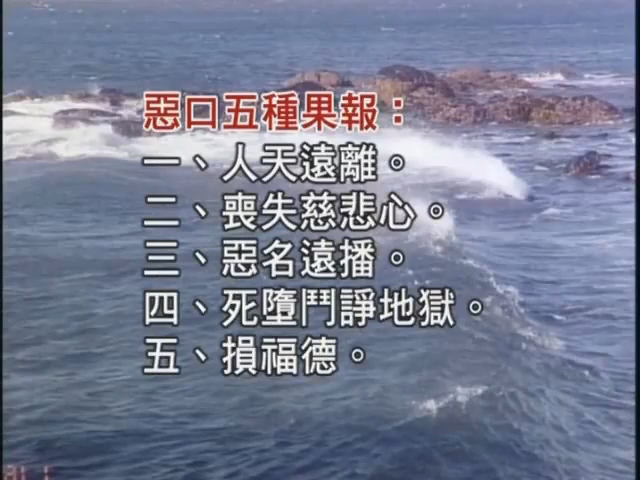 惡口五種果報：
一、人天遠離。
二、喪失慈悲心。
三、惡名遠播。
四、死墮鬥諍地獄。
五、損福德。